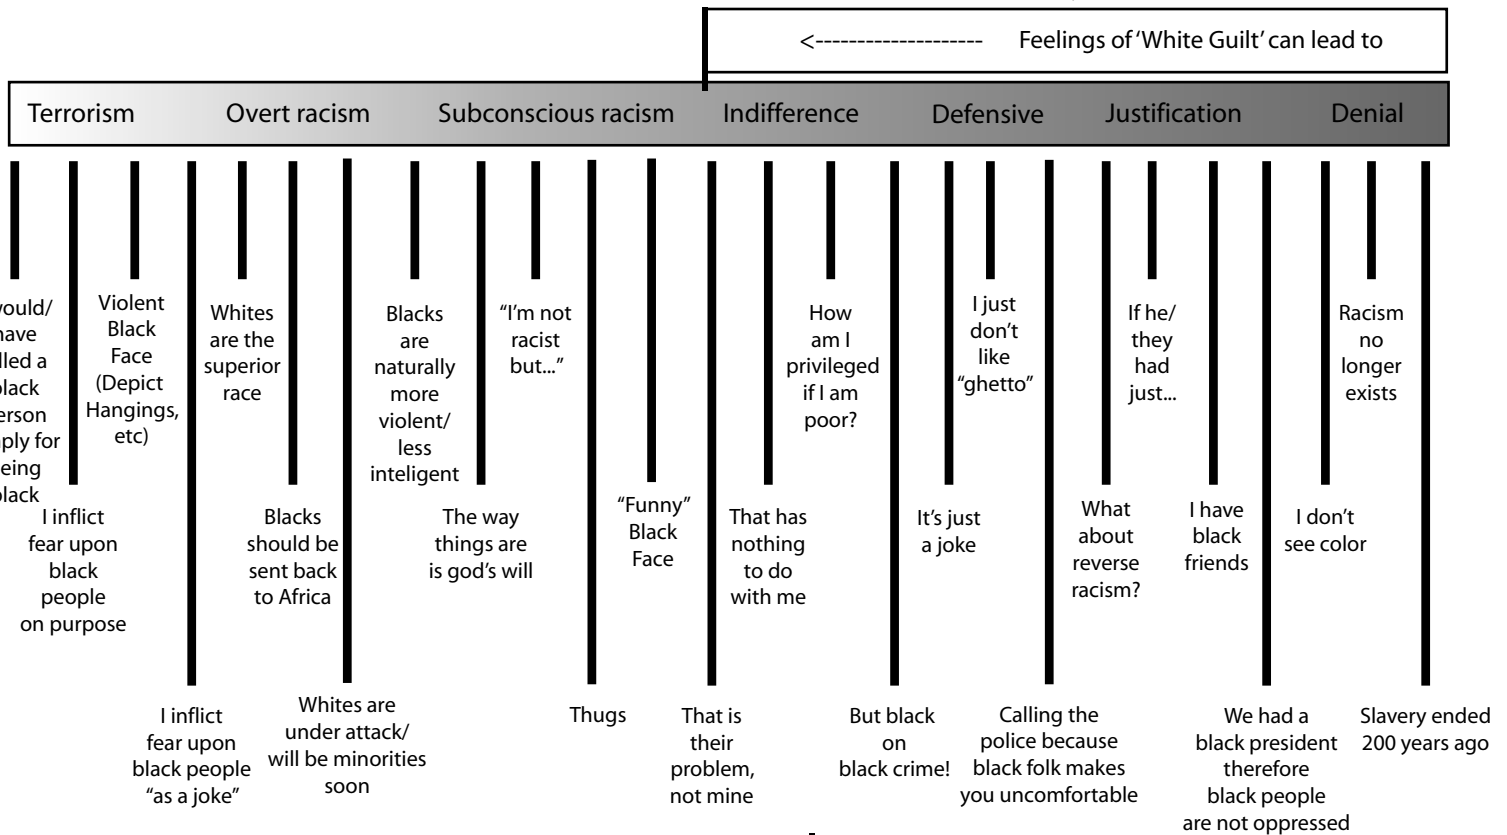 <------------------- Feelings of ‘White Guilt’ can lead to
Terrorism Overt racism Subconscious racism Indifference Defensive Justification Denial
have
a
for
Violent
Black
Face
(Depict
Hangings,
etc)
Whites
are the
superior
race
Blacks
are
naturally
more
violent/
less
inteligent
“I’m not
racist
but...”
How
am I
privileged
if I am
poor?
I just
don’t
like
“ghetto”
If he/
they
had
just...
Racism
no
longer
exists
I inflict
fear upon
black
people
on purpose
Blacks
should be
sent back
to Africa
The way
things are
is god’s will
“Funny”
Black
Face
That has
nothing
to do
with me
It’s just
a joke
What
about
reverse
racism?
I have
black
friends
I don’t
see color
I inflict
fear upon
black people
“as a joke”
Whites are
under attack/
will be minorities
soon
Thugs
That is
their
problem,
not mine
But black
on
black crime!
Calling the
police because
black folk makes
you uncomfortable
We had a
black president
therefore
black people
are not oppressed
Slavery ended
200 years ago